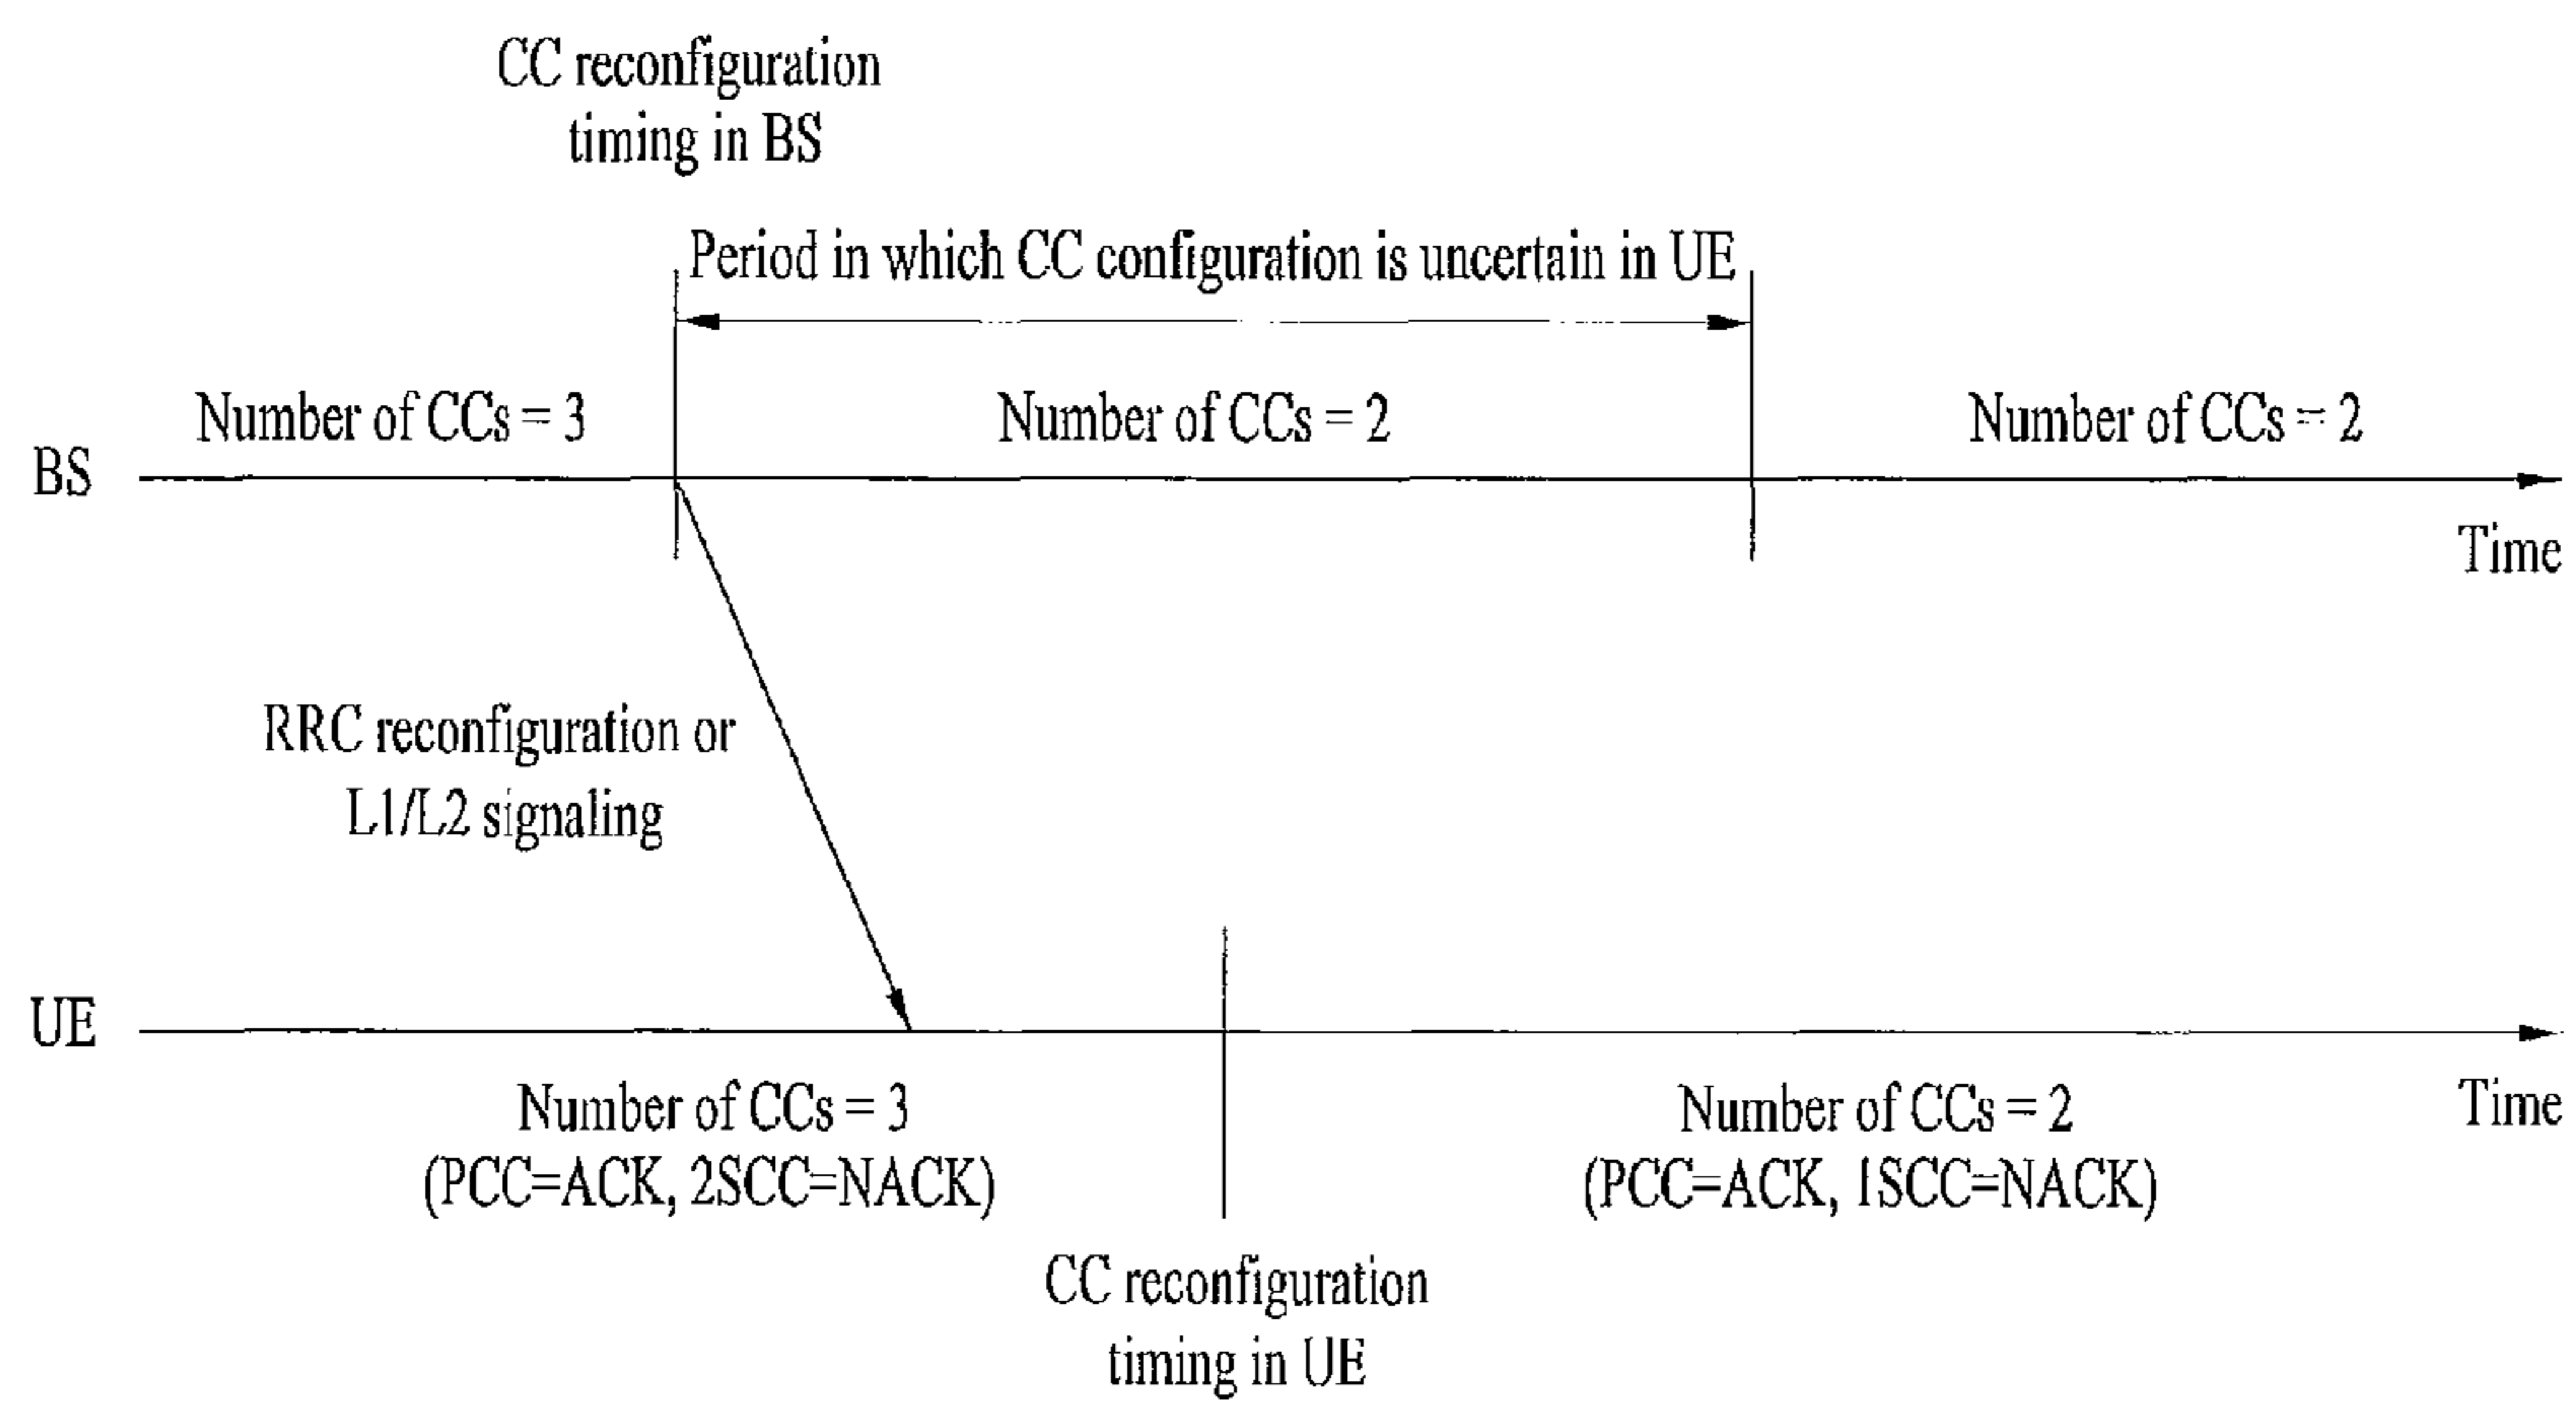 CC reconfiguration
timing in BS
Period in which CC configuration is uncertain in UE
Number of CCs = 3
Number of CCs = 2
Number of CCs = 2
BS
Time
RRC reconfiguration or
L1/L2 signaling
UE
Number of CCs = 3
(PCC=ACK, 2SCC=NACK)
Number of CCs = 2
(PCC=ACK, 1SCC=NACK)
Time
CC reconfiguration
timing in UE